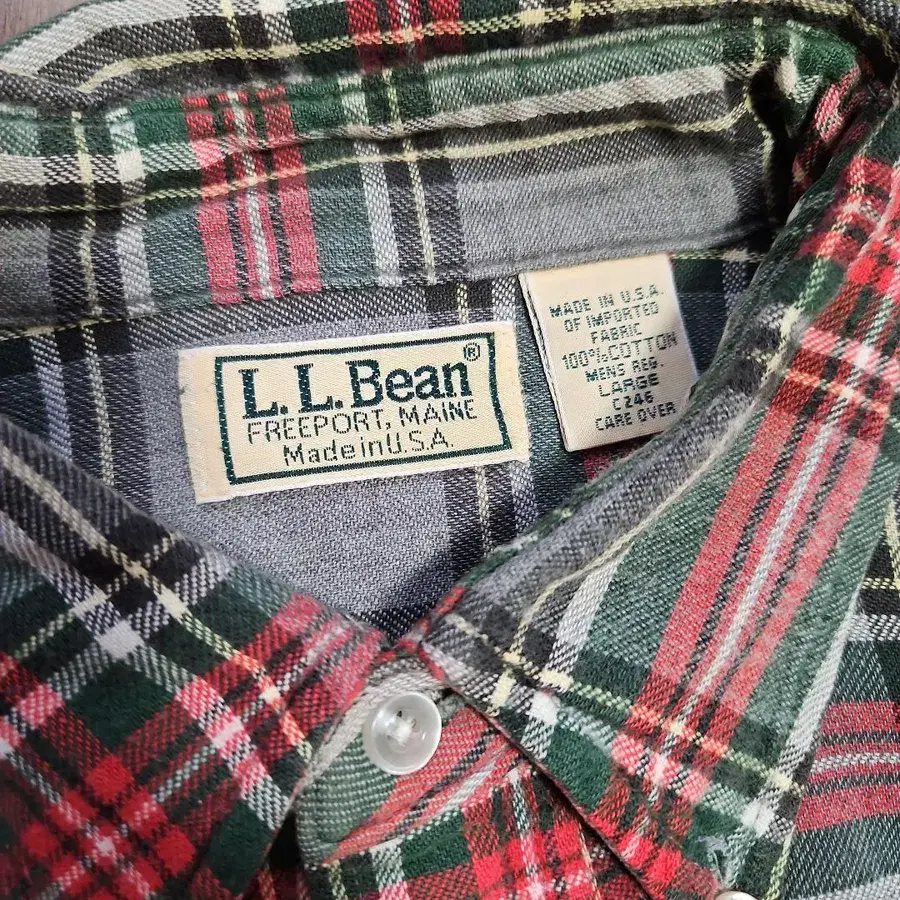 L.L.Bean®
FREEPORT, MAINE
Made in U.S.A.
MADE IN U.S.A.
OF IMPORTED
FABRIC
100% COTTON
MENS REG.
LARGE
C246
CARE OVER